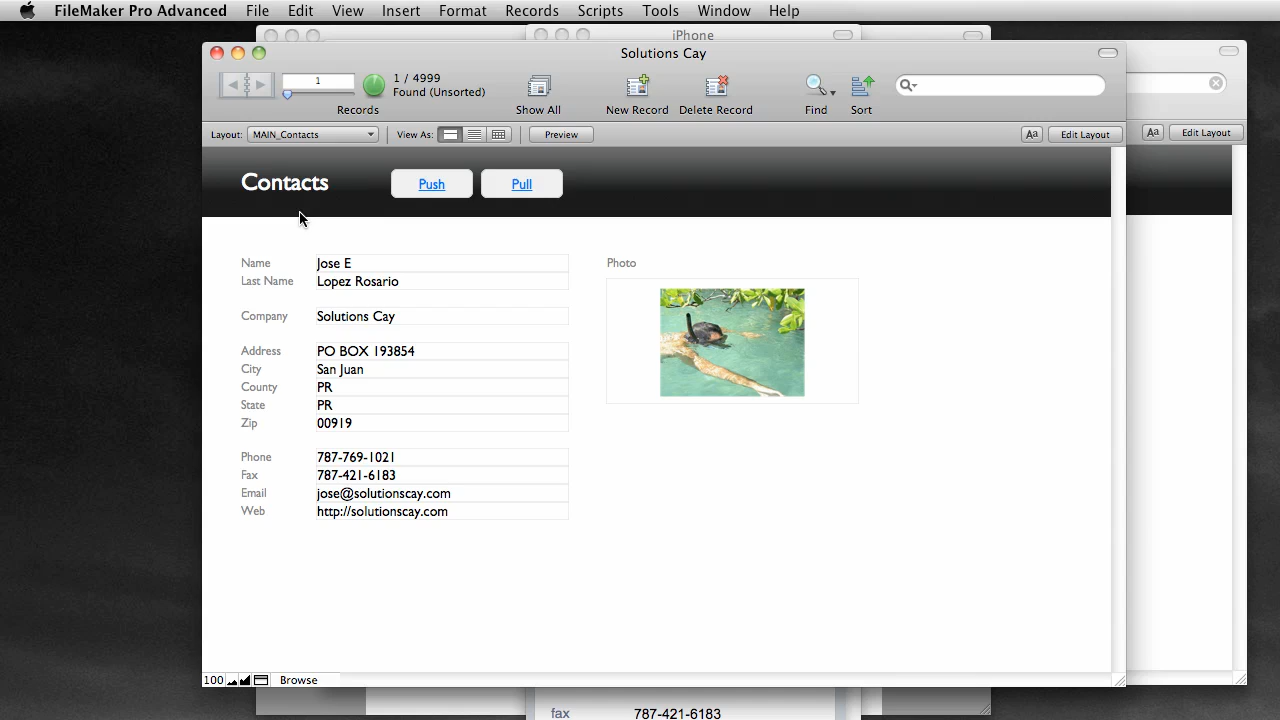 FileMaker Pro Advanced File Edit View Insert Format Records Scripts Tools Window Help
iPhone
Solutions Cay
1
1 / 4999
Found (Unsorted)
Records
Show All
New Record
Delete Record
Find
Sort
Layout: MAIN_Contacts
View As:
Preview
Aa
Edit Layout
Aa
Edit Layout
Contacts
Push
Pull
Name Jose E
Last Name Lopez Rosario
Company Solutions Cay
Address PO BOX 193854
City San Juan
County PR
State PR
Zip 00919
Phone 787-769-1021
Fax 787-421-6183
Email jose@solutionscay.com
Web http://solutionscay.com
Photo
100
Browse
fax 787-421-6183